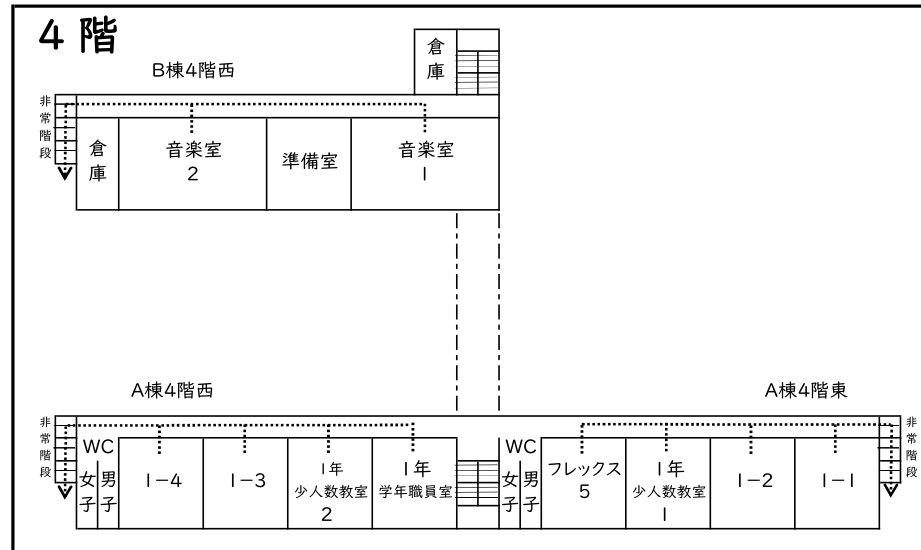 4階
倉庫
B棟4階西
非常階段
倉庫
音楽室
2
準備室
音楽室
1
A棟4階西
A棟4階東
非常階段
WC
女子
男子
1-4
1-3
1年
少人数教室
2
1年
学年職員室
WC
女子
男子
フレックス
5
1年
少人数教室
1
1-2
1-1
非常階段